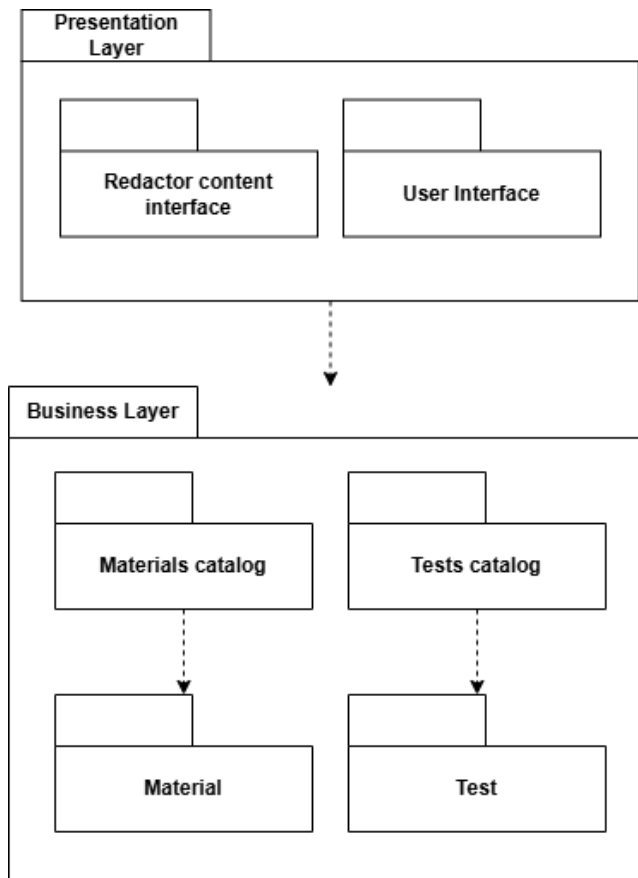 Presentation
Layer
Redactor content
interface
User Interface
Business Layer
Materials catalog
Tests catalog
Material
Test